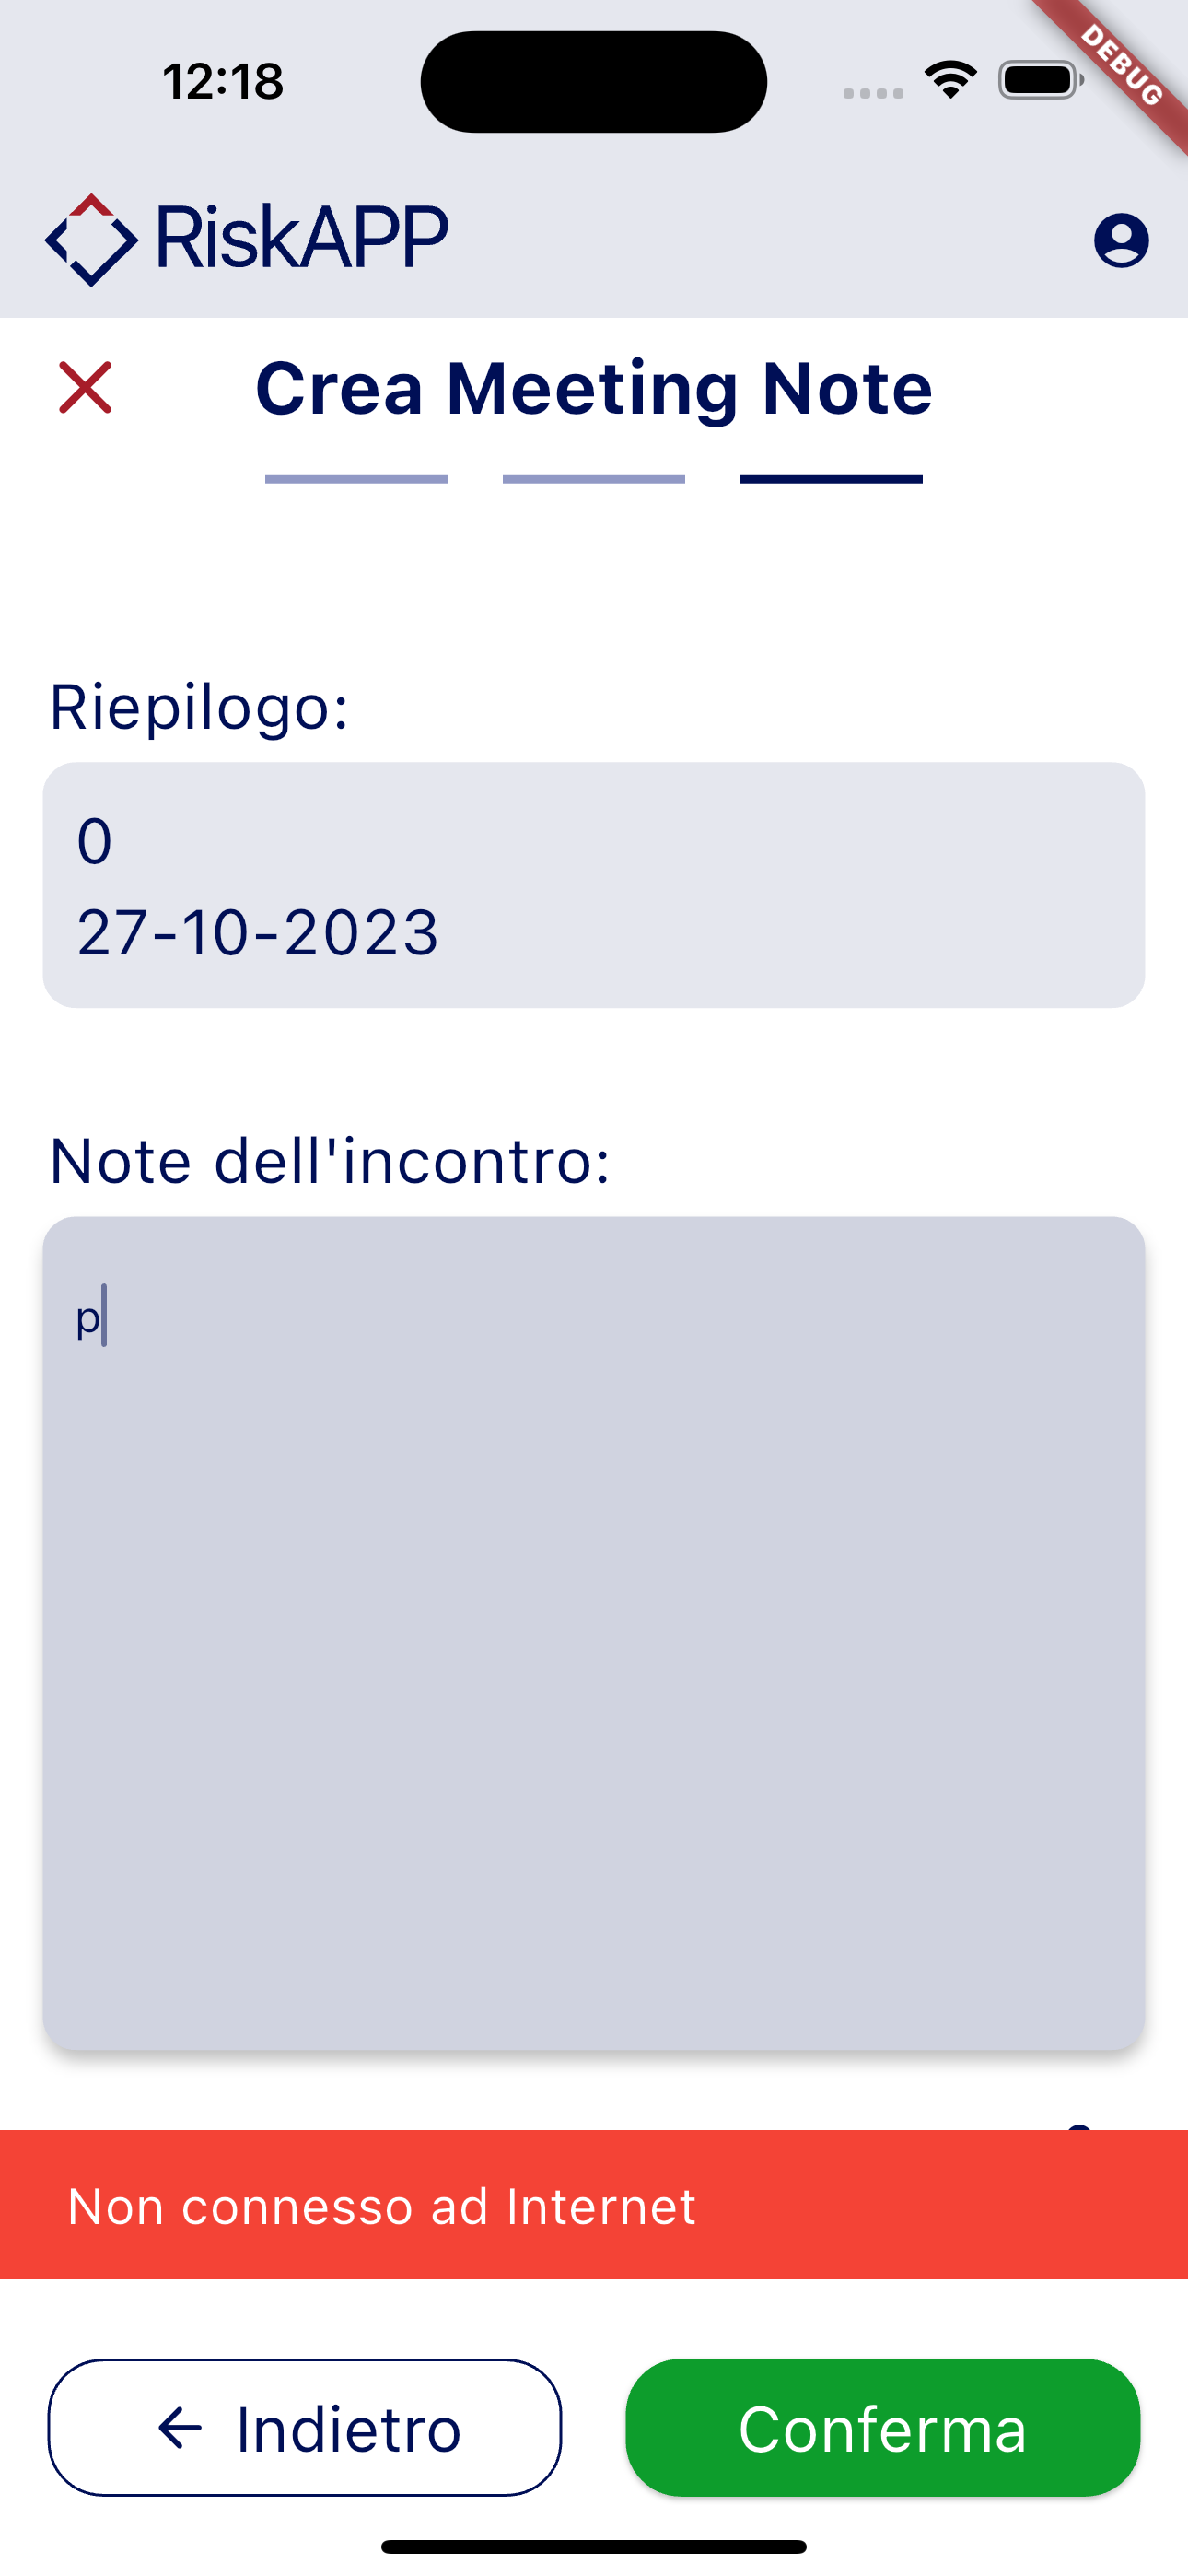 12:18
DEBUG
RiskAPP
Crea Meeting Note
Riepilogo:
0
27-10-2023
Note dell'incontro:
p
Non connesso ad Internet
Indietro
Conferma